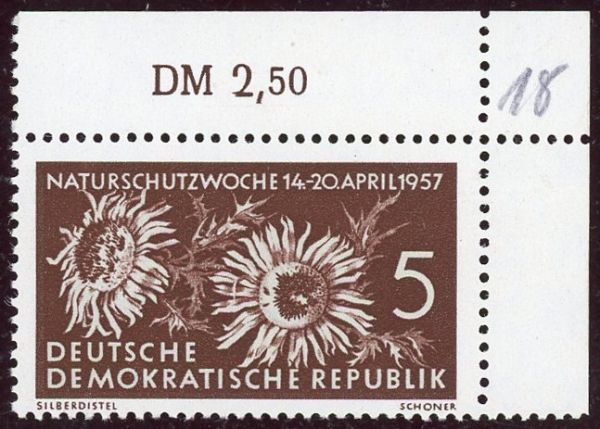 DM 2,50
18
NATURSCHUTZWOCHE 14.-20. APRIL 1957
5
DEUTSCHE
DEMOKRATISCHE REPUBLIK
SILBERDISTEL SCHONER